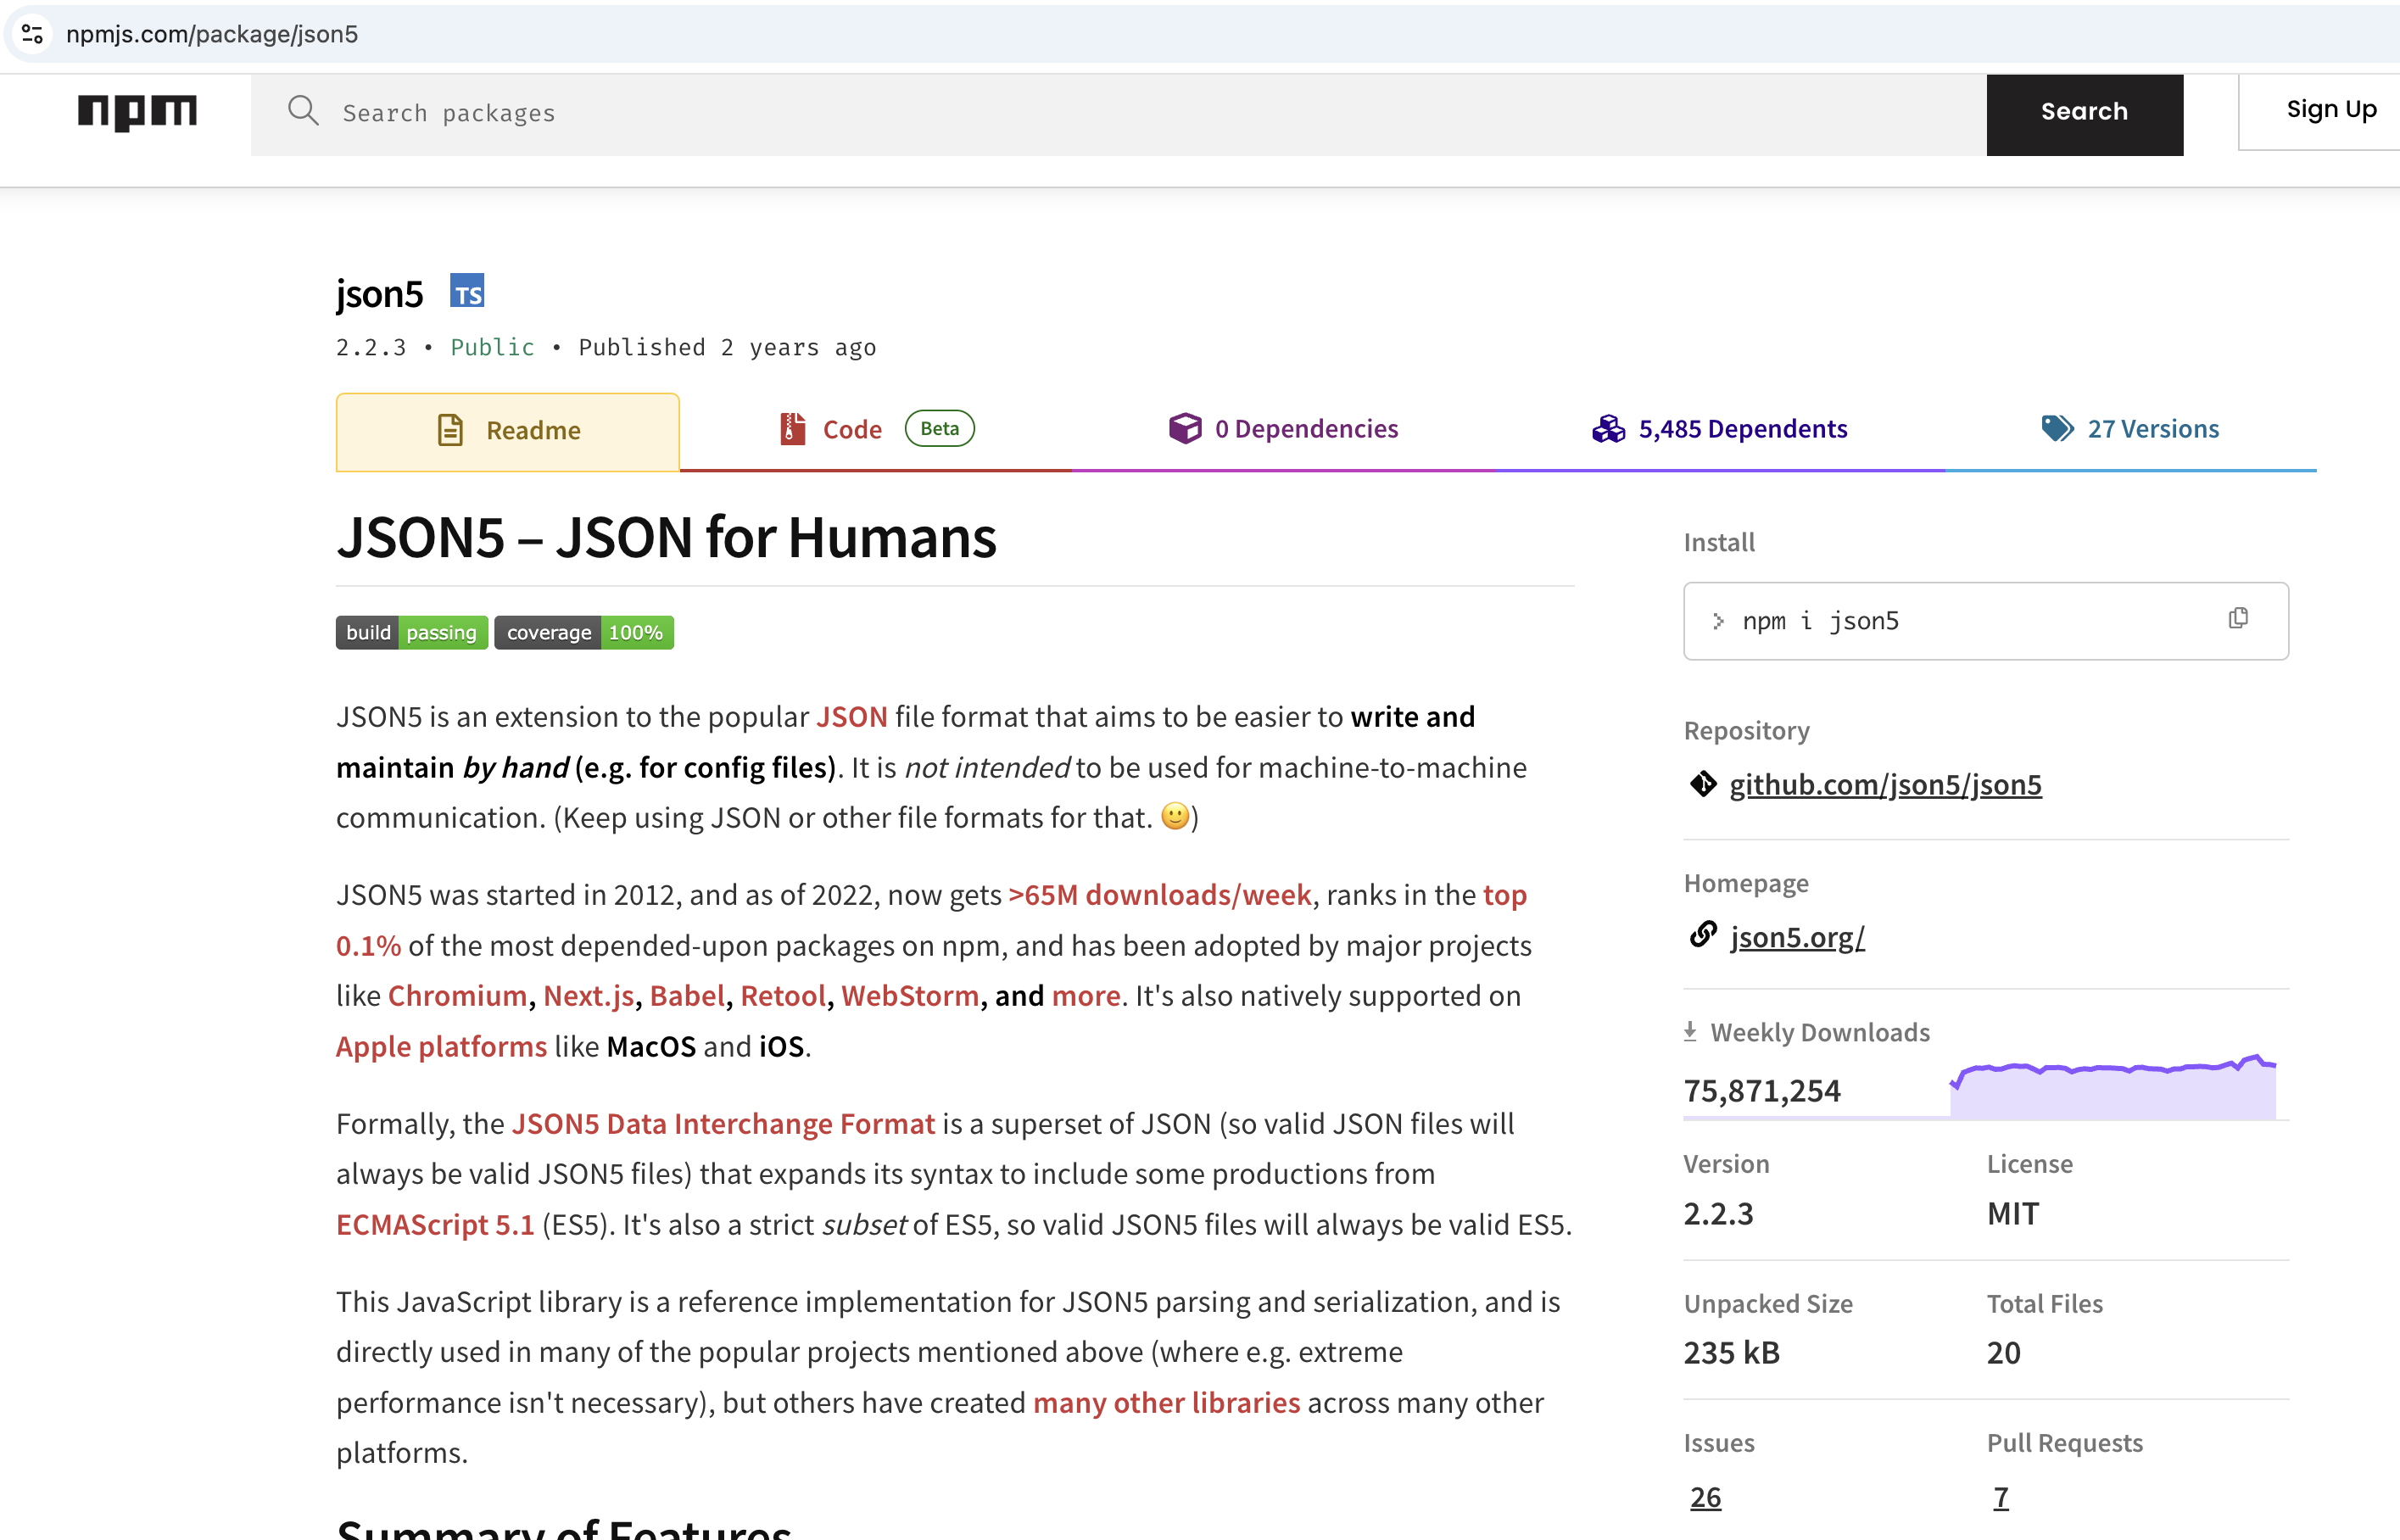 npmjs.com/package/json5
npm
Search packages
Search
Sign Up
json5 TS
2.2.3 • Public • Published 2 years ago
Readme
Code Beta
0 Dependencies
5,485 Dependents
27 Versions
JSON5 – JSON for Humans
build passing coverage 100%
JSON5 is an extension to the popular JSON file format that aims to be easier to write and
maintain by hand (e.g. for config files). It is not intended to be used for machine-to-machine
communication. (Keep using JSON or other file formats for that. 🙂)
JSON5 was started in 2012, and as of 2022, now gets >65M downloads/week, ranks in the top
0.1% of the most depended-upon packages on npm, and has been adopted by major projects
like Chromium, Next.js, Babel, Retool, WebStorm, and more. It's also natively supported on
Apple platforms like MacOS and iOS.
Formally, the JSON5 Data Interchange Format is a superset of JSON (so valid JSON files will
always be valid JSON5 files) that expands its syntax to include some productions from
ECMAScript 5.1 (ES5). It's also a strict subset of ES5, so valid JSON5 files will always be valid ES5.
This JavaScript library is a reference implementation for JSON5 parsing and serialization, and is
directly used in many of the popular projects mentioned above (where e.g. extreme
performance isn't necessary), but others have created many other libraries across many other
platforms.
Summary of Features
Install
> npm i json5
Repository
github.com/json5/json5
Homepage
json5.org/
Weekly Downloads
75,871,254
Version
2.2.3
License
MIT
Unpacked Size
235 kB
Total Files
20
Issues
26
Pull Requests
7